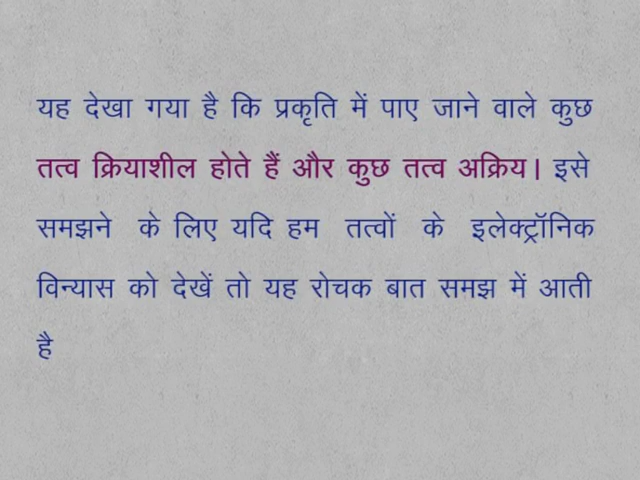 यह देखा गया है कि प्रकृति में पाए जाने वाले कुछ
तत्व क्रियाशील होते हैं और कुछ तत्व अक्रिय। इसे
समझने के लिए यदि हम तत्वों के इलेक्ट्रॉनिक
विन्यास को देखें तो यह रोचक बात समझ में आती
है